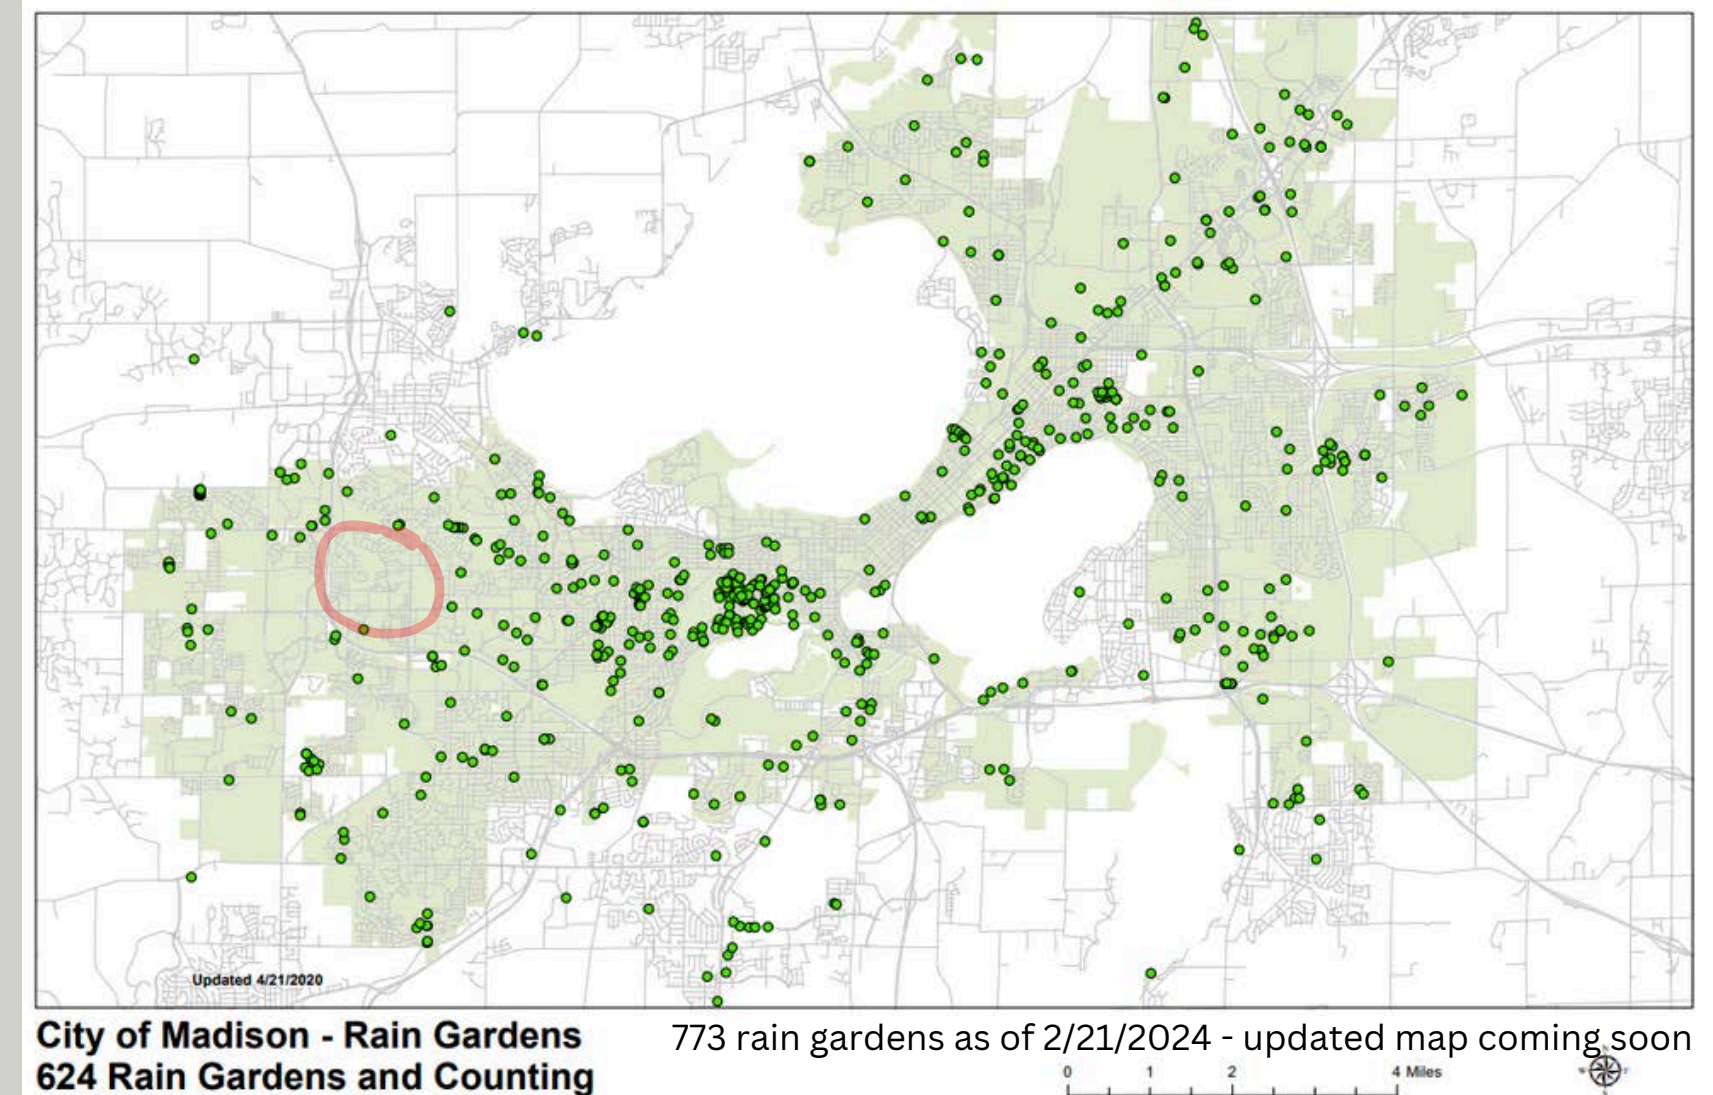 Updated 4/21/2020
City of Madison - Rain Gardens
624 Rain Gardens and Counting
773 rain gardens as of 2/21/2024 - updated map coming soon
0 1 2 4 Miles